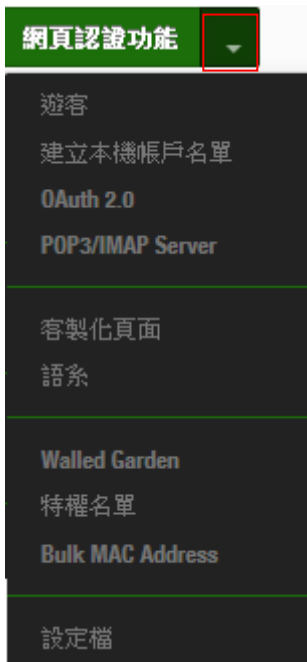 網頁認證功能
遊客
建立本機帳戶名單
OAuth 2.0
POP3/IMAP Server
客製化頁面
語系
Walled Garden
特權名單
Bulk MAC Address
設定檔